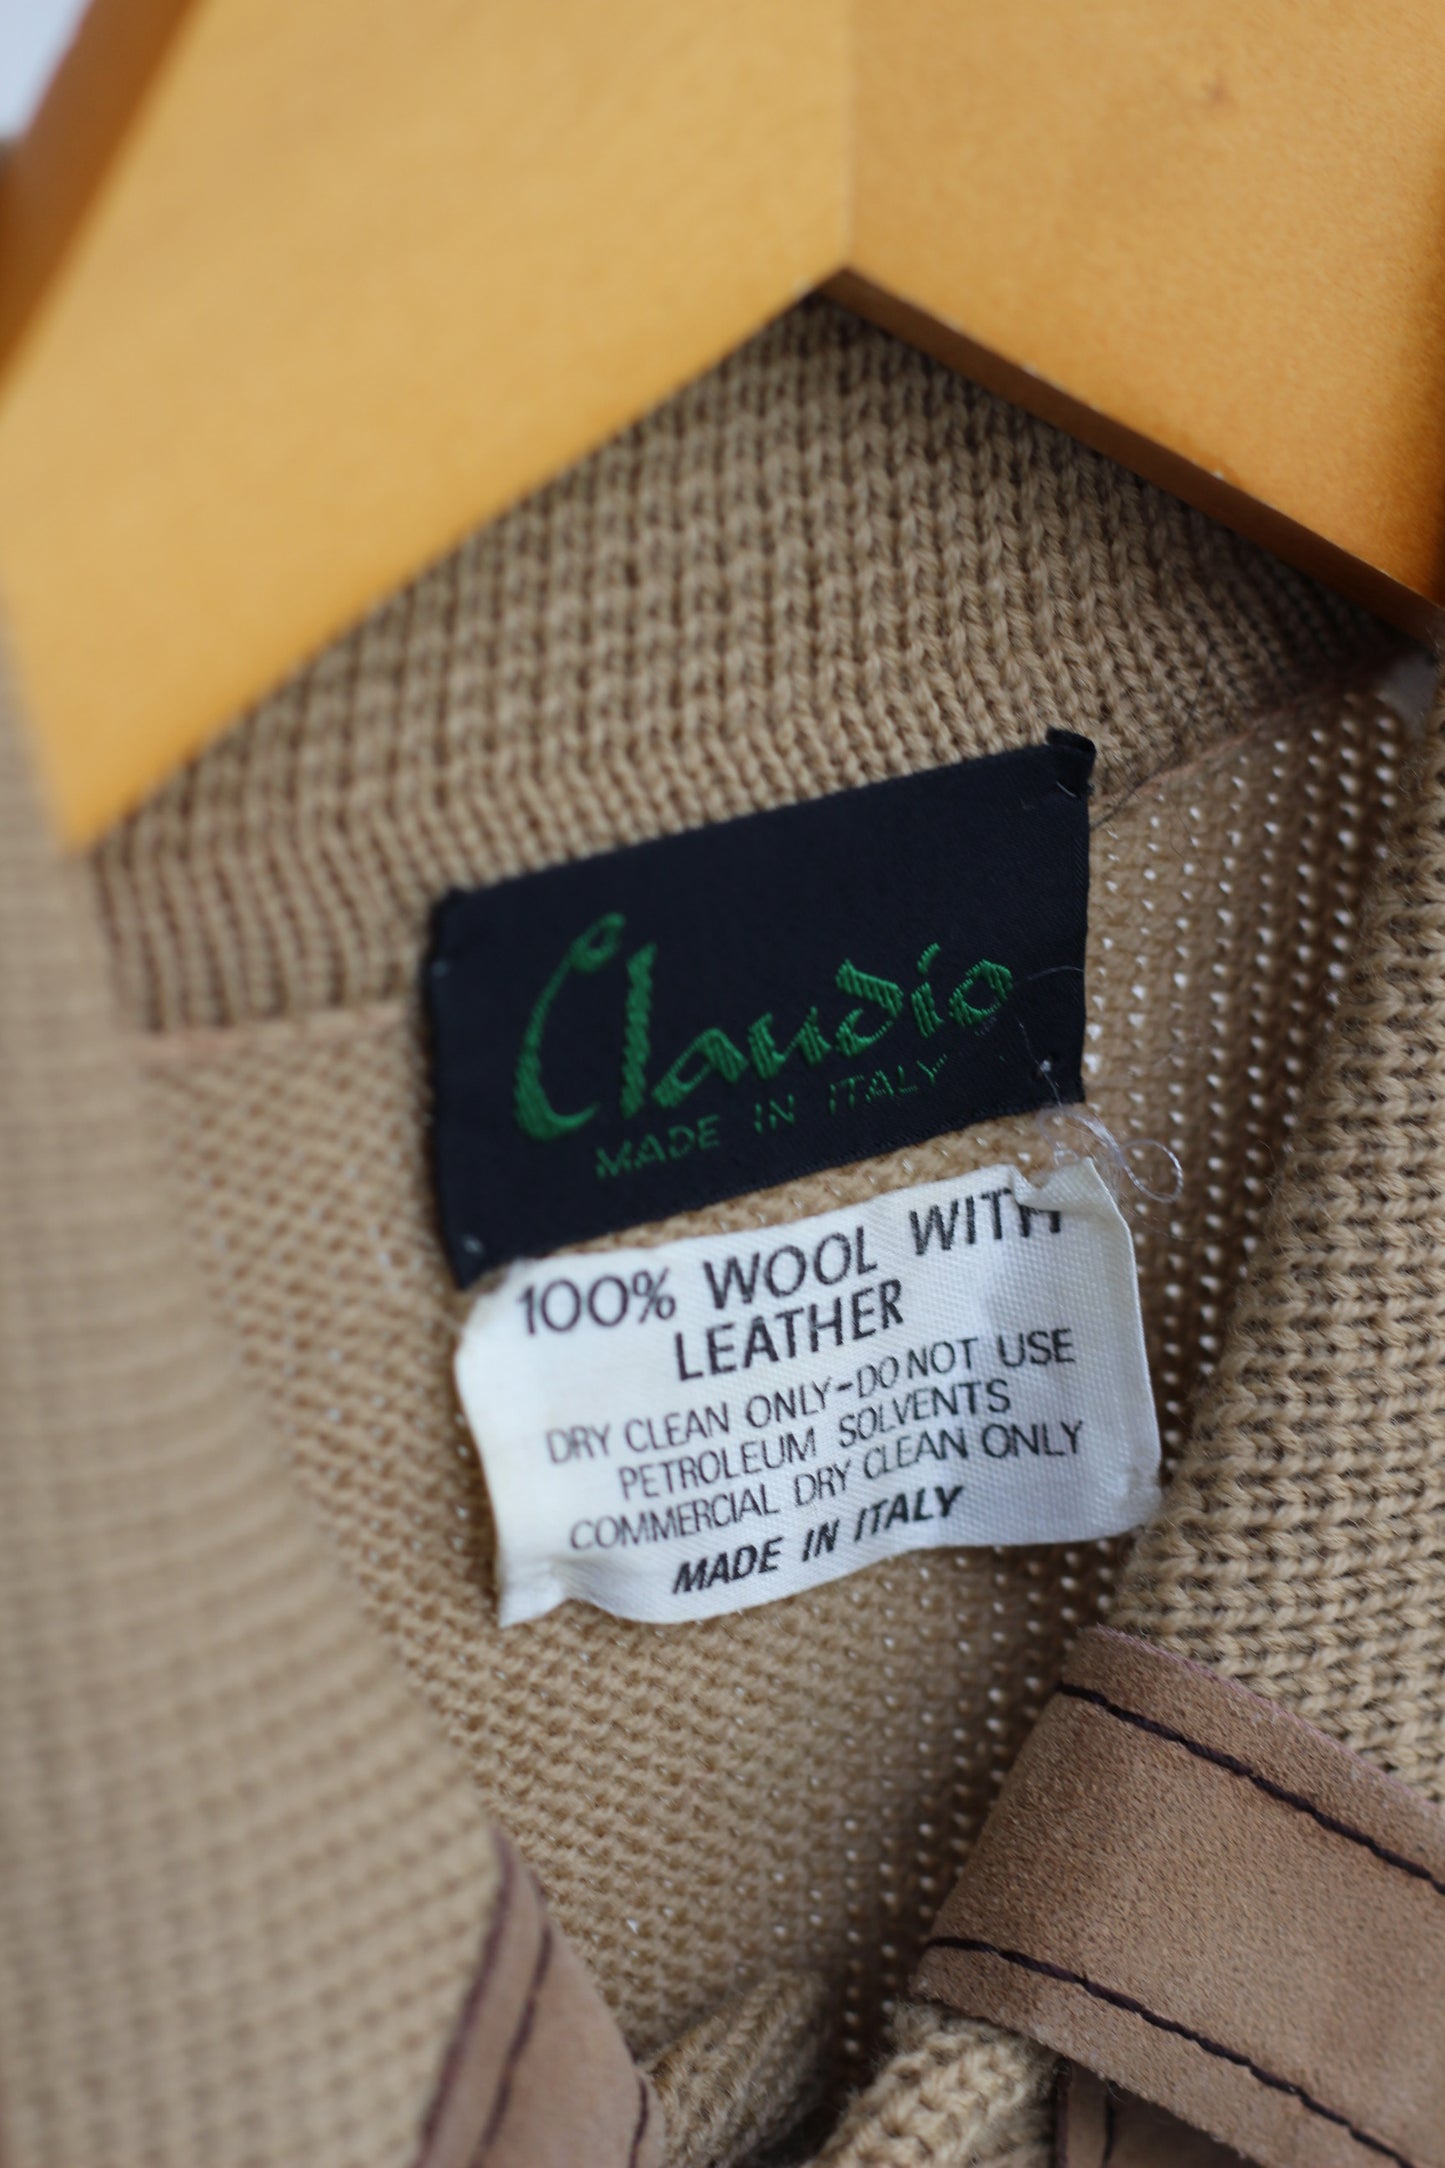 Claudio
MADE IN ITALY
100% WOOL WITH
LEATHER
DRY CLEAN ONLY-DO NOT USE
PETROLEUM SOLVENTS
COMMERCIAL DRY CLEAN ONLY
MADE IN ITALY